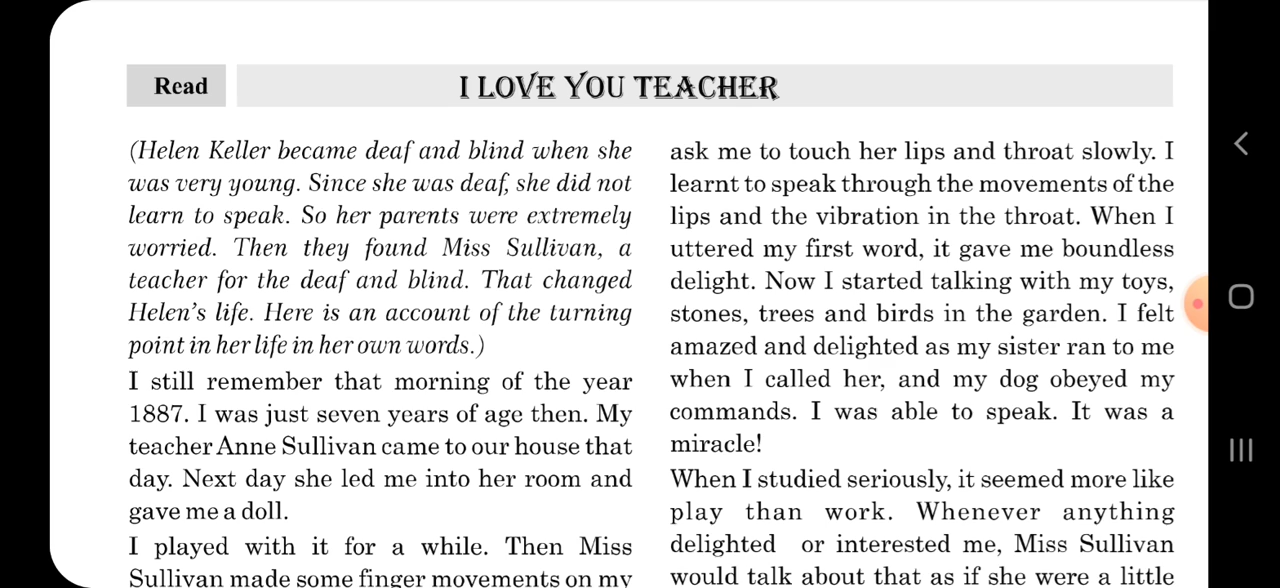 Read
I LOVE YOU TEACHER
(Helen Keller became deaf and blind when she
was very young. Since she was deaf, she did not
learn to speak. So her parents were extremely
worried. Then they found Miss Sullivan, a
teacher for the deaf and blind. That changed
Helen's life. Here is an account of the turning
point in her life in her own words.)
I still remember that morning of the year
1887. I was just seven years of age then. My
teacher Anne Sullivan came to our house that
day. Next day she led me into her room and
gave me a doll.
I played with it for a while. Then Miss
Sullivan made some finger movements on my
ask me to touch her lips and throat slowly. I
learnt to speak through the movements of the
lips and the vibration in the throat. When I
uttered my first word, it gave me boundless
delight. Now I started talking with my toys,
stones, trees and birds in the garden. I felt
amazed and delighted as my sister ran to me
when I called her, and my dog obeyed my
commands. I was able to speak. It was a
miracle!
When I studied seriously, it seemed more like
play than work. Whenever anything
delighted or interested me, Miss Sullivan
would talk about that as if she were a little